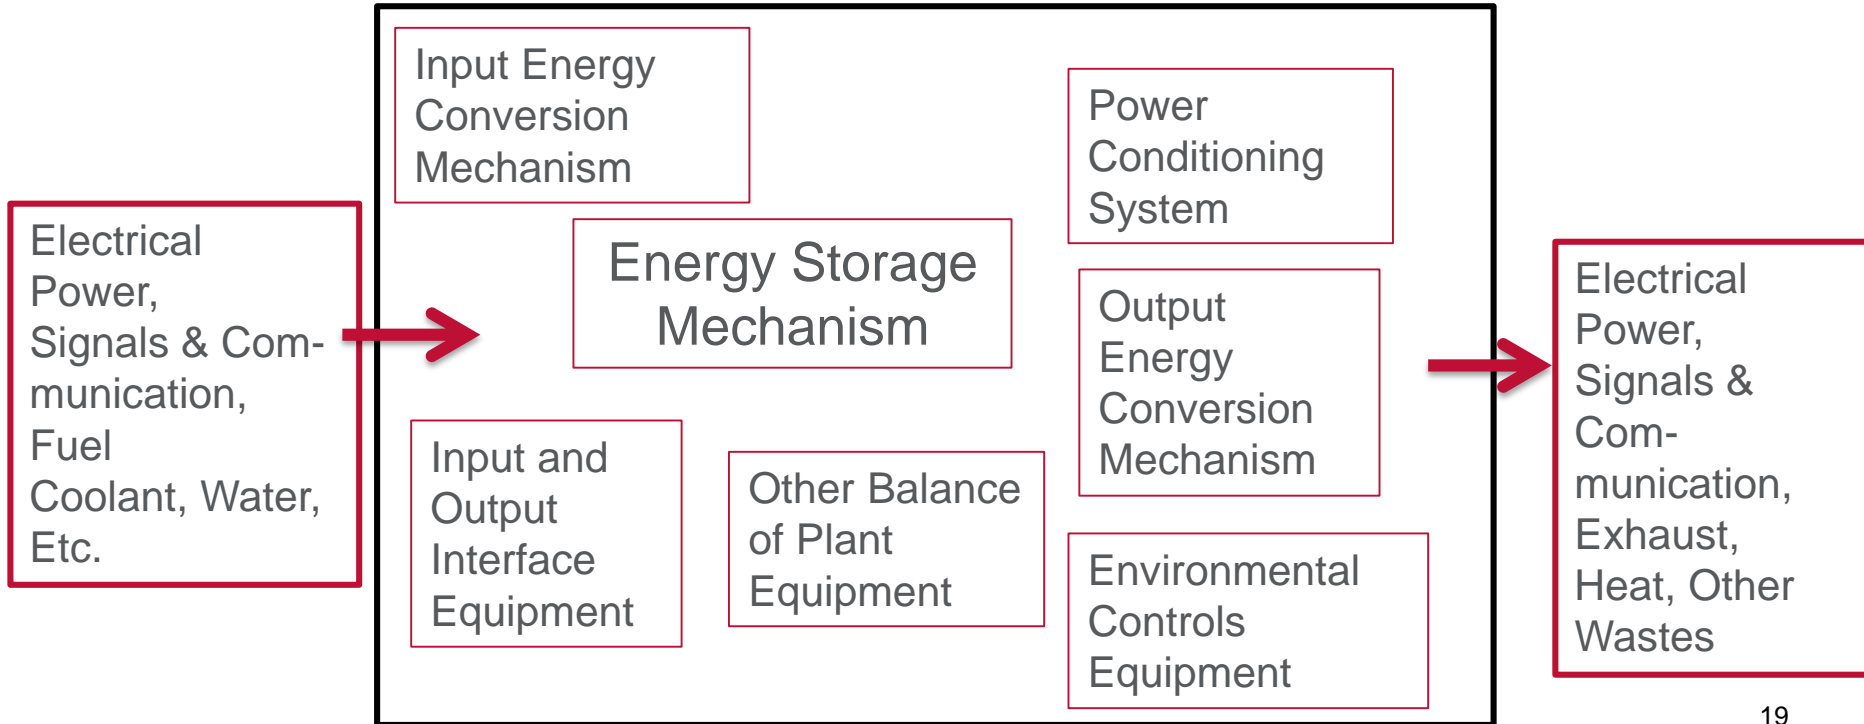 Electrical
Power,
Signals & Com-
munication,
Fuel
Coolant, Water,
Etc.
Input Energy
Conversion
Mechanism
Energy Storage
Mechanism
Input and
Output
Interface
Equipment
Other Balance
of Plant
Equipment
Power
Conditioning
System
Output
Energy
Conversion
Mechanism
Environmental
Controls
Equipment
Electrical
Power,
Signals &
Com-
munication,
Exhaust,
Heat, Other
Wastes
19